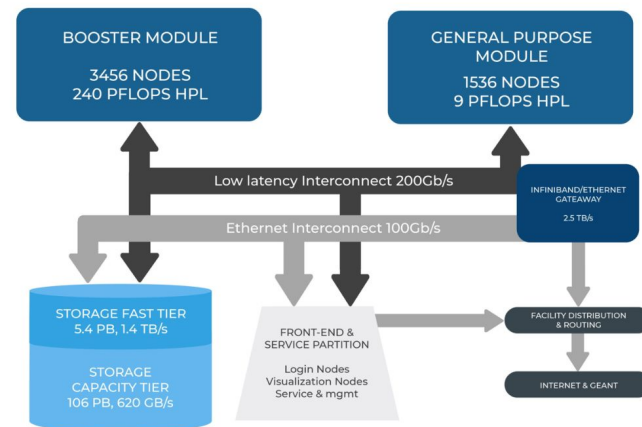 BOOSTER MODULE
3456 NODES
240 PFLOPS HPL
GENERAL PURPOSE
MODULE
1536 NODES
9 PFLOPS HPL
Low latency Interconnect 200Gb/s
INFINIBAND/ETHERNET
GATEAWAY
2.5 TB/s
Ethernet Interconnect 100Gb/s
STORAGE FAST TIER
5.4 PB, 1.4 TB/s
STORAGE
CAPACITY TIER
106 PB, 620 GB/s
FRONT-END &
SERVICE PARTITION
Login Nodes
Visualization Nodes
Service & mgmt
FACILITY DISTRIBUTION
& ROUTING
INTERNET & GEANT